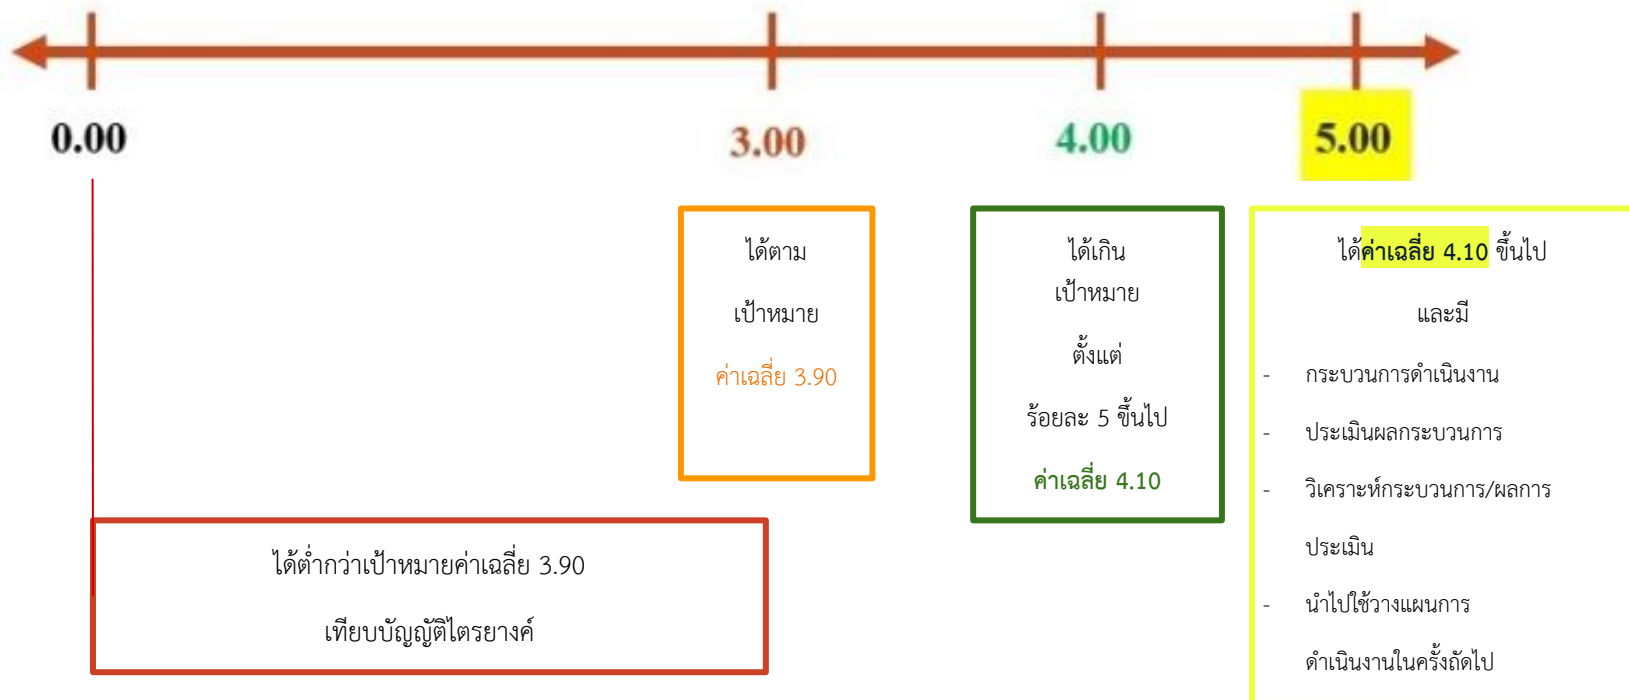 0.00
3.00
4.00
5.00
ได้ตาม
เป้าหมาย
ค่าเฉลี่ย 3.90
ได้เกิน
เป้าหมาย
ตั้งแต่
ร้อยละ 5 ขึ้นไป
ค่าเฉลี่ย 4.10
ได้ค่าเฉลี่ย 4.10 ขึ้นไป
และมี
- กระบวนการดำเนินงาน
- ประเมินผลกระบวนการ
- วิเคราะห์กระบวนการ/ผลการ
ประเมิน
- นำไปใช้วางแผนการ
ดำเนินงานในครั้งถัดไป
ได้ต่ำกว่าเป้าหมายค่าเฉลี่ย 3.90
เทียบบัญญัติไตรยางค์